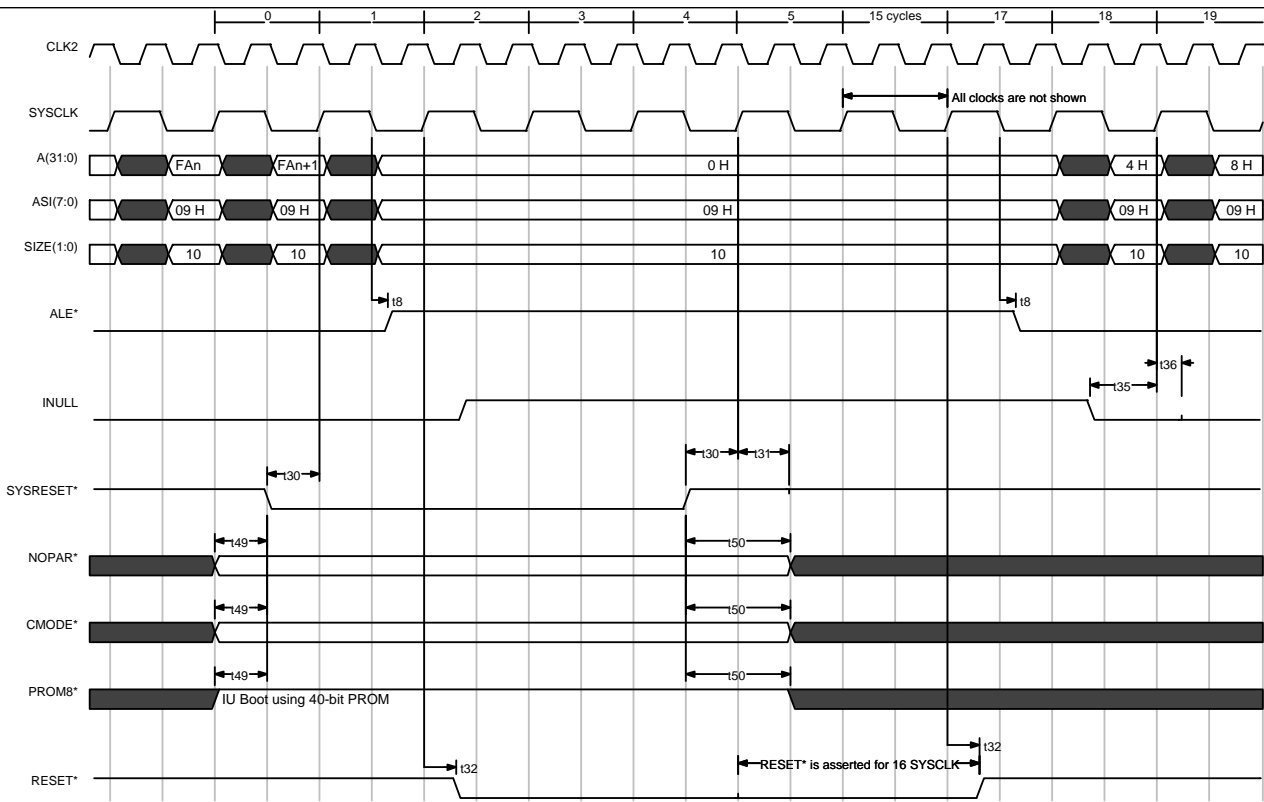 0 1 2 3 4 5 15 cycles 17 18 19
CLK2
SYSCLK
All clocks are not shown
A(31:0) FAn FAn+1 0 H 4 H 8 H
ASI(7:0) 09 H 09 H 09 H 09 H 09 H
SIZE(1:0) 10 10 10 10 10
t8 t8
ALE*
t36
t35
INULL
t30 t31
t30
SYSRESET*
t49 t50
NOPAR*
t49 t50
CMODE*
t49 t50
PROM8* IU Boot using 40-bit PROM
t32
t32
RESET* is asserted for 16 SYSCLK
RESET*